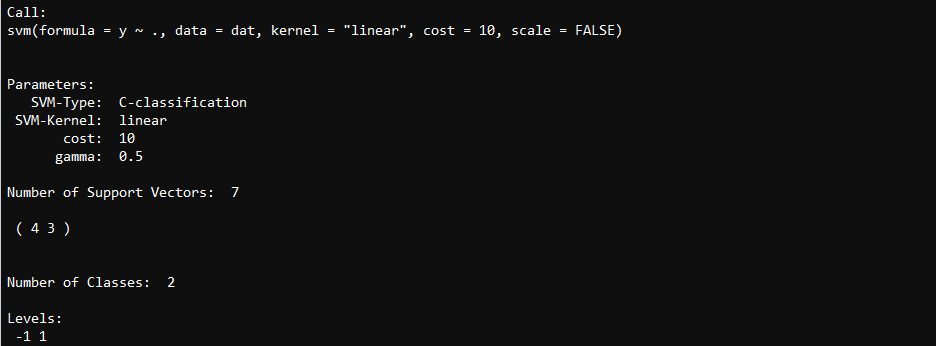 Call:
svm(formula = y ~ ., data = dat, kernel = "linear", cost = 10, scale = FALSE)
Parameters:
SVM-Type: C-classification
SVM-Kernel: linear
cost: 10
gamma: 0.5
Number of Support Vectors: 7
( 4 3 )
Number of Classes: 2
Levels:
-1 1